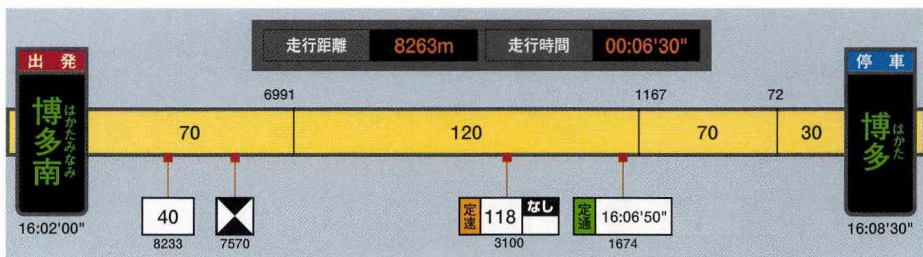 走行距離 8263m 走行時間 00:06'30"
出発
博多南
はかたみなみ
16:02'00"
6991 1167 72
70 120 70 30
40
8233
7570
定速 118 なし
3100
定通 16:06'50"
1674
停車
博多
はかた
16:08'30"